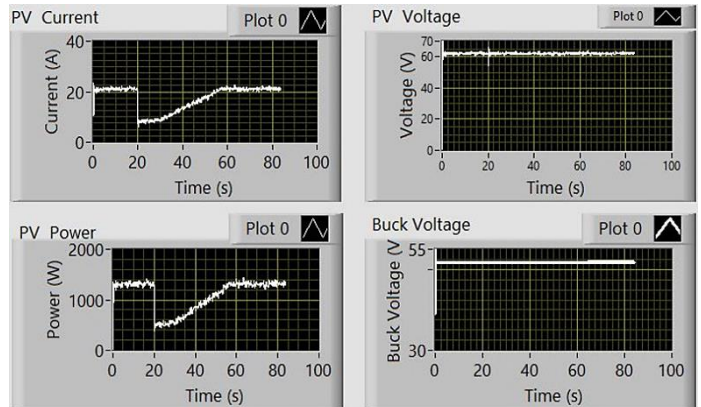 PV Current
Plot 0
Current (A)
40
20
0
0 20 40 60 80 100
Time (s)
PV Voltage
Plot 0
Voltage (V)
70
60
40
20
0
0 20 40 60 80 100
Time (s)
PV Power
Plot 0
Power (W)
2000
1000
0
0 20 40 60 80 100
Time (s)
Buck Voltage
Plot 0
Buck Voltage (V
55
30
0 20 40 60 80 100
Time (s)